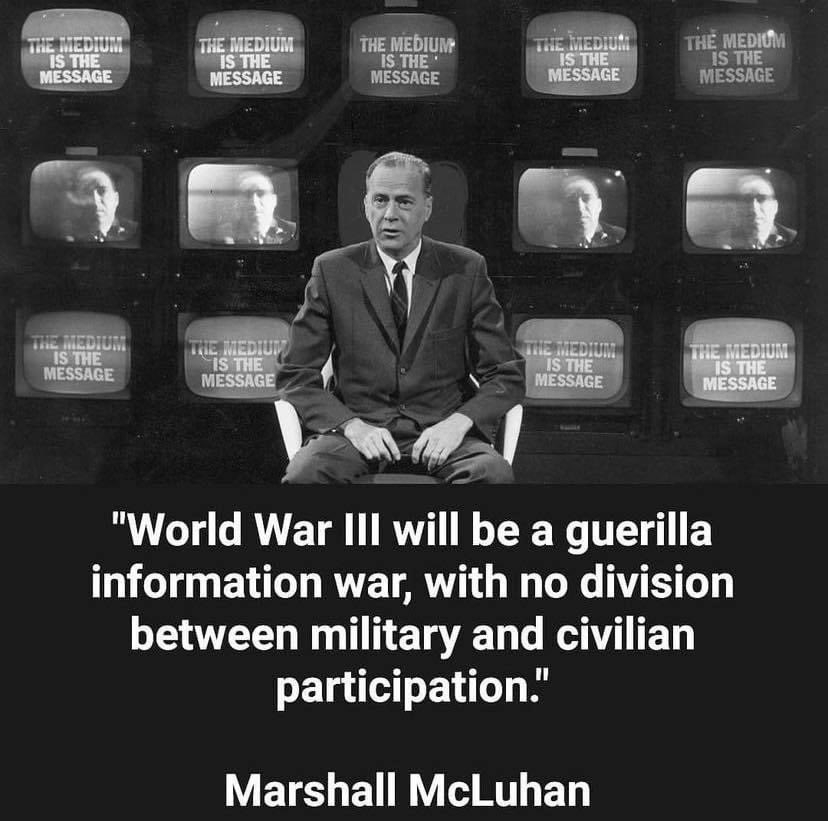 THE MEDIUM
IS THE
MESSAGE
THE MEDIUM
IS THE
MESSAGE
THE MEDIUM
IS THE
MESSAGE
THE MEDIUM
IS THE
MESSAGE
THE MEDIUM
IS THE
MESSAGE
THE MEDIUM
IS THE
MESSAGE
THE MEDIUM
IS THE
MESSAGE
THE MEDIUM
IS THE
MESSAGE
THE MEDIUM
IS THE
MESSAGE
"World War III will be a guerilla
information war, with no division
between military and civilian
participation."
Marshall McLuhan